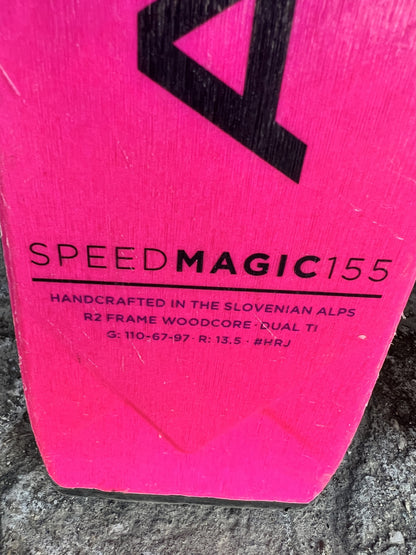 A
SPEEDMAGIC155
HANDCRAFTED IN THE SLOVENIAN ALPS
R2 FRAME WOODCORE · DUAL TI
G: 110-67-97 · R: 13.5 · #HRJ